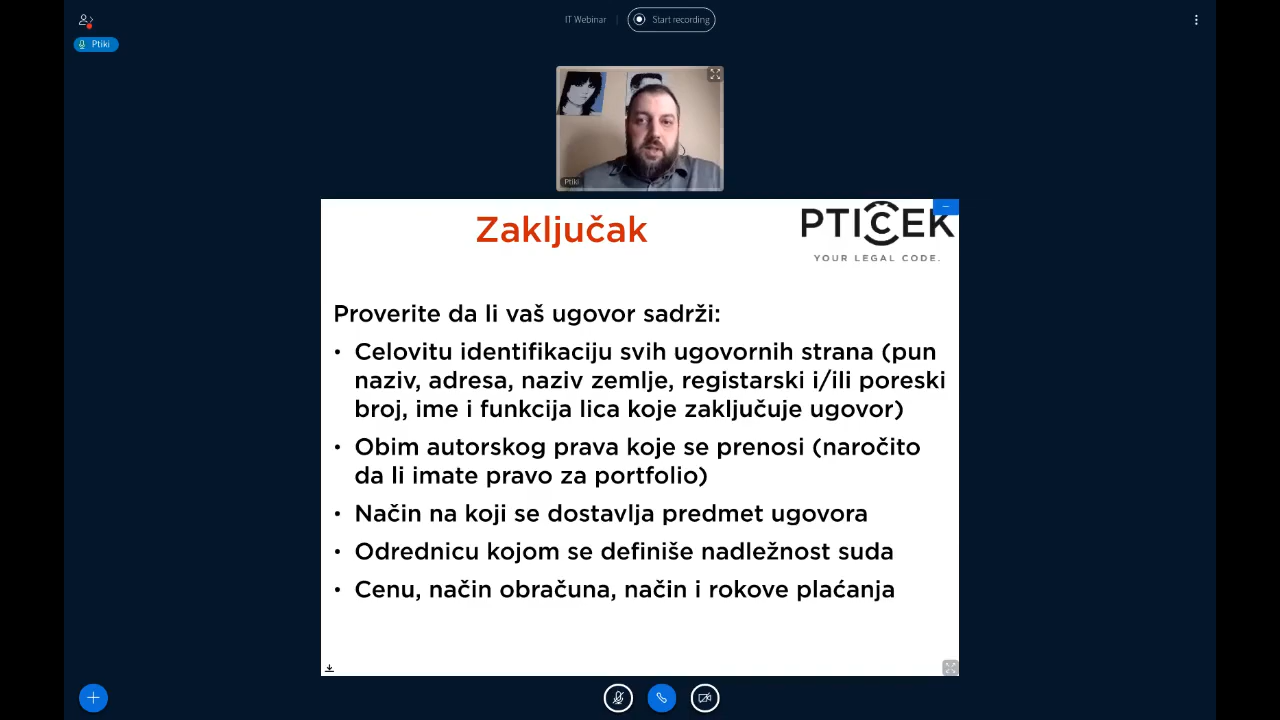 IT Webinar
Start recording
Ptiki
Ptiki
Zaključak
PTIČEK
YOUR LEGAL CODE.
Proverite da li vaš ugovor sadrži:
• Celovitu identifikaciju svih ugovornih strana (pun
naziv, adresa, naziv zemlje, registarski i/ili poreski
broj, ime i funkcija lica koje zaključuje ugovor)
• Obim autorskog prava koje se prenosi (naročito
da li imate pravo za portfolio)
• Način na koji se dostavlja predmet ugovora
• Odrednicu kojom se definiše nadležnost suda
• Cenu, način obračuna, način i rokove plaćanja